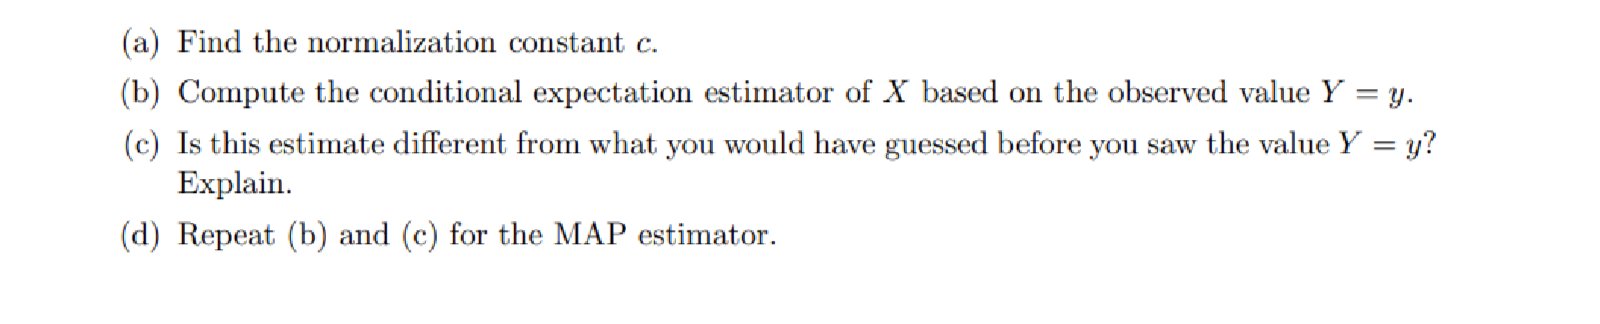 (a) Find the normalization constant c.
(b) Compute the conditional expectation estimator of X based on the observed value Y = y.
(c) Is this estimate different from what you would have guessed before you saw the value Y = y?
Explain.
(d) Repeat (b) and (c) for the MAP estimator.